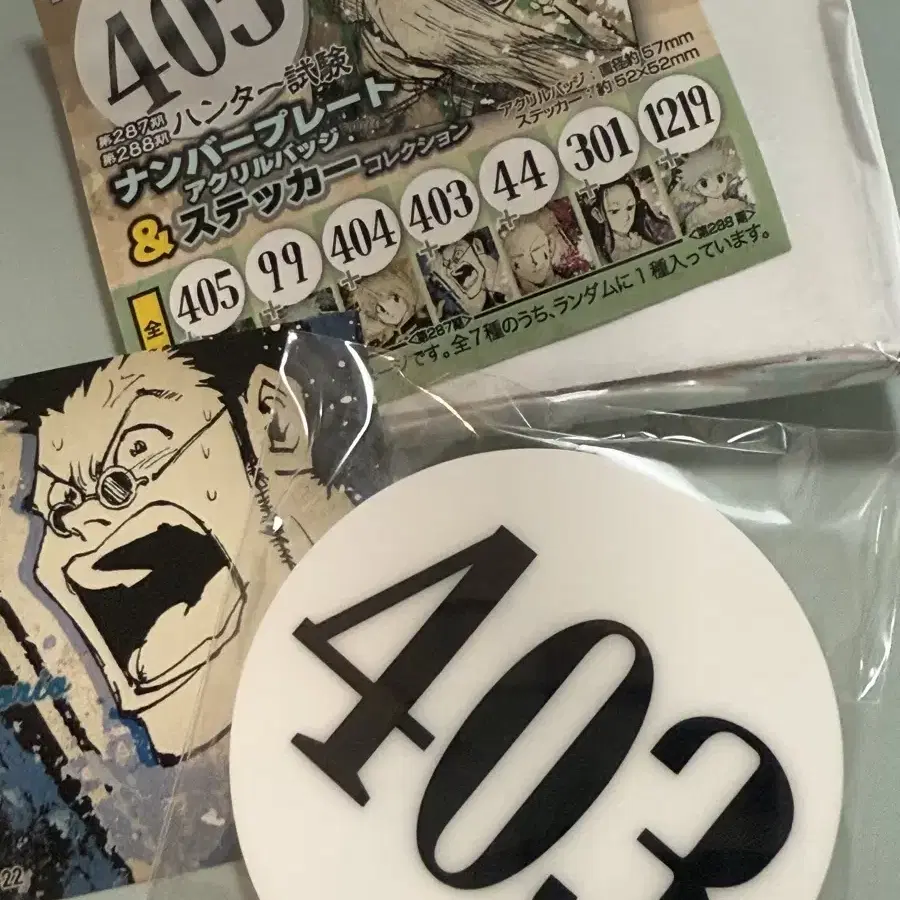 403
第287期
第288期
ハンター試験
ナンバープレート
アクリルバッジ
&ステッカーコレクション
アクリルバッジ:直径約57mm
ステッカー:約52×52mm
全
405
99
404
403
44
301
1219
<第287期>
<第288期>
です。全7種のうち、ランダムに1種入っています。
orio
22
403